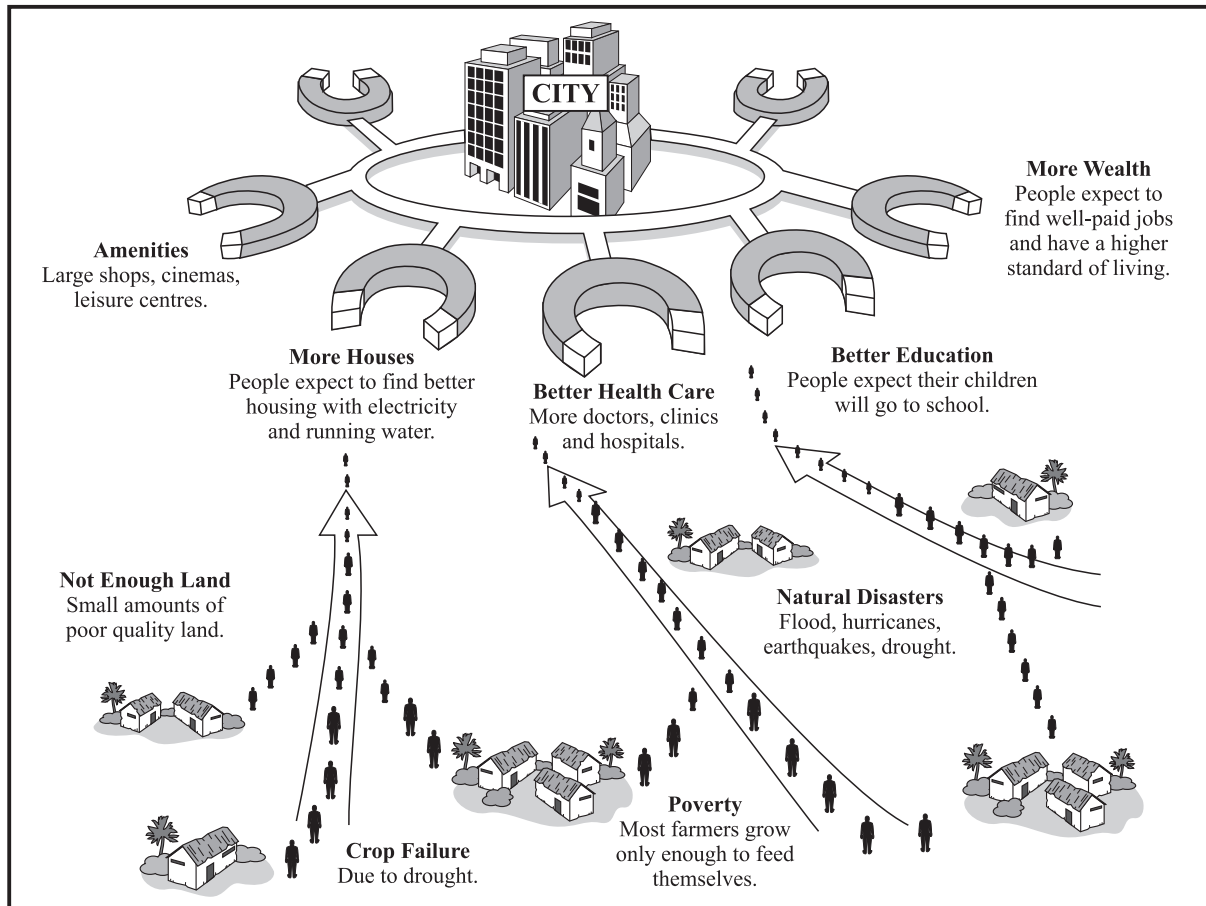 CITY
More Wealth
People expect to
find well-paid jobs
and have a higher
standard of living.
Amenities
Large shops, cinemas,
leisure centres.
More Houses
People expect to find better
housing with electricity
and running water.
Better Health Care
More doctors, clinics
and hospitals.
Better Education
People expect their children
will go to school.
Not Enough Land
Small amounts of
poor quality land.
Natural Disasters
Flood, hurricanes,
earthquakes, drought.
Crop Failure
Due to drought.
Poverty
Most farmers grow
only enough to feed
themselves.